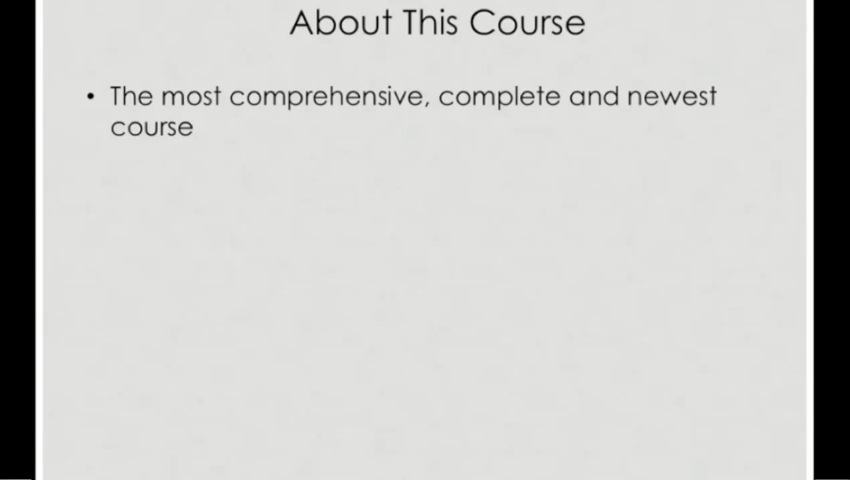 About This Course
• The most comprehensive, complete and newest
course